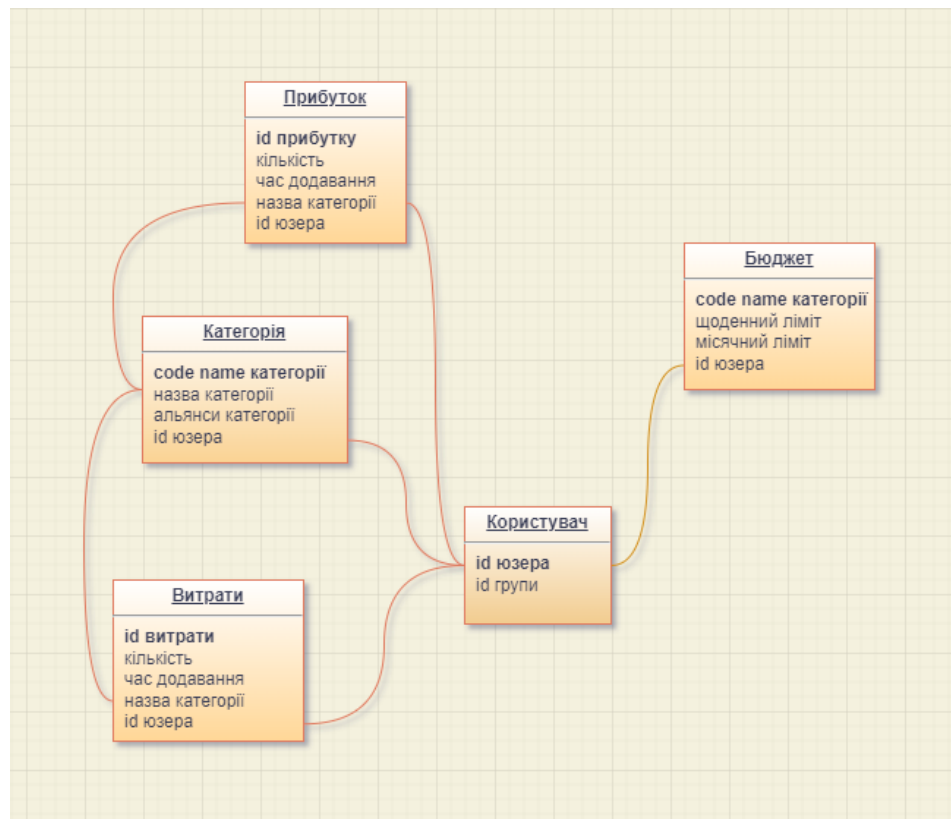 Прибуток
id прибутку
кількість
час додавання
назва категорії
id юзера
Бюджет
code name категорії
щоденний ліміт
місячний ліміт
id юзера
Категорія
code name категорії
назва категорії
альянси категорії
id юзера
Користувач
id юзера
id групи
Витрати
id витрати
кількість
час додавання
назва категорії
id юзера